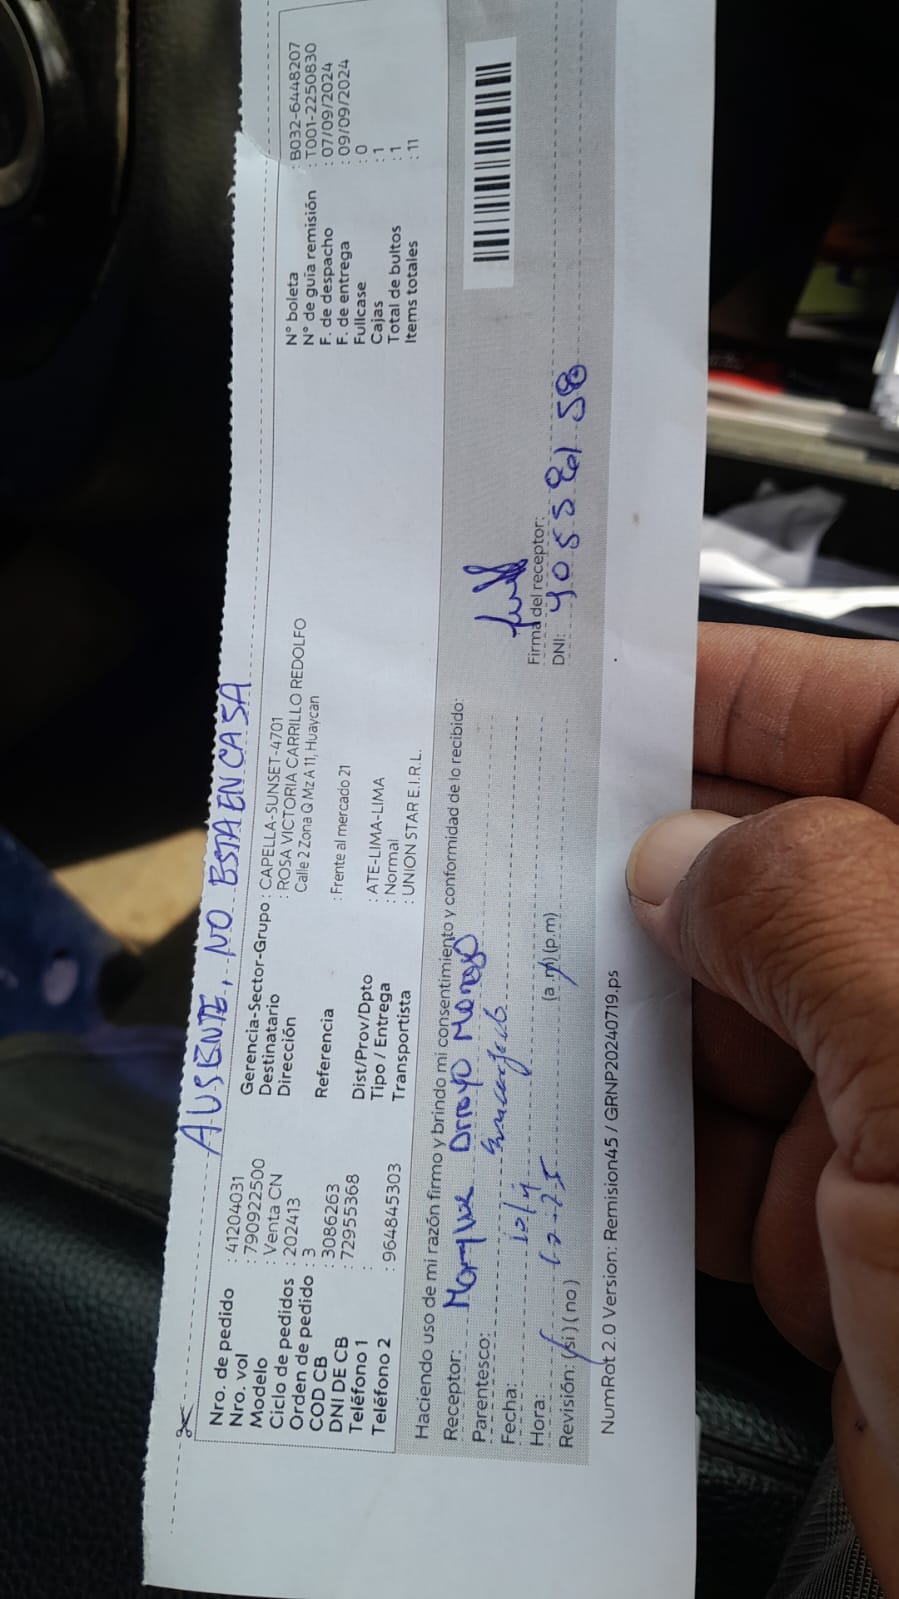 AUSENTE, NO ESTA EN CASA
Nro. de pedido : 41204031
Nro. vol : 790922500
Modelo : Venta CN
Ciclo de pedidos : 202413
Orden de pedido : 3
COD CB : 3086263
DNI DE CB : 72955368
Teléfono 1 :
Teléfono 2 : 964845303
Gerencia-Sector-Grupo : CAPELLA-SUNSET-4701
Destinatario : ROSA VICTORIA CARRILLO REDOLFO
Dirección Calle 2 Zona Q Mz A 11, Huaycan
Referencia : Frente al mercado 21
Dist/Prov/Dpto : ATE-LIMA-LIMA
Tipo / Entrega : Normal
Transportista : UNION STAR E.I.R.L.
N° boleta : B032-6448207
N° de guía remisión : T001-2250830
F. de despacho : 07/09/2024
F. de entrega : 09/09/2024
Fullcase : 0
Cajas : 1
Total de bultos : 1
Items totales : 11
Haciendo uso de mi razón firmo y brindo mi consentimiento y conformidad de lo recibido:
Receptor: Arroyo
Parentesco:
Fecha:
Hora: (a.m) (p.m)
Revisión: (si) (no)
Firma del receptor:
DNI:
NumRot 2.0 Version: Remision45 / GRNP20240719.ps